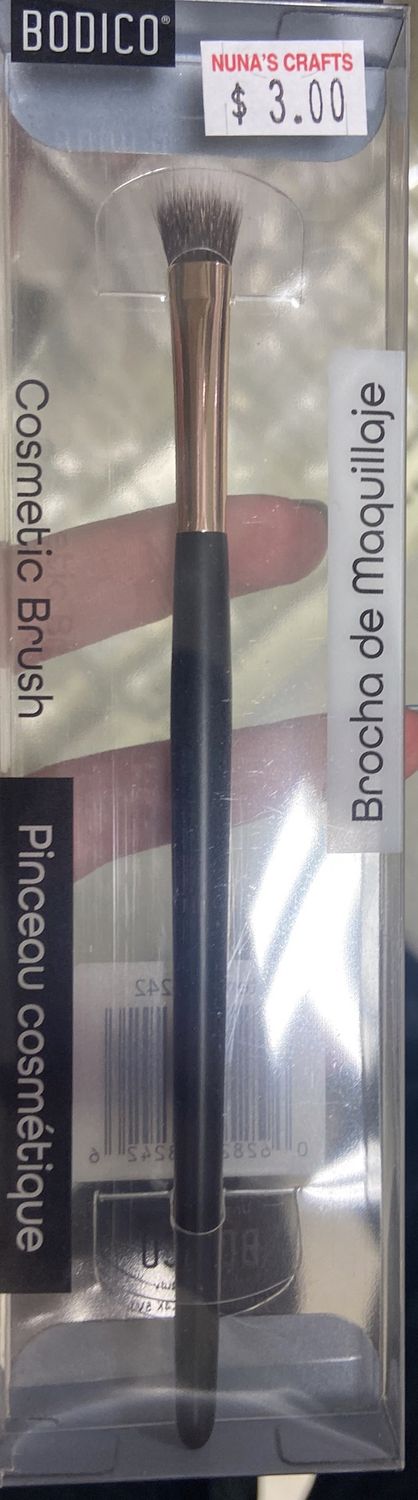 BODICO®
NUNA'S CRAFTS
$ 3.00
Cosmetic Brush
Brocha de Maquillaje
Pinceau cosmétique